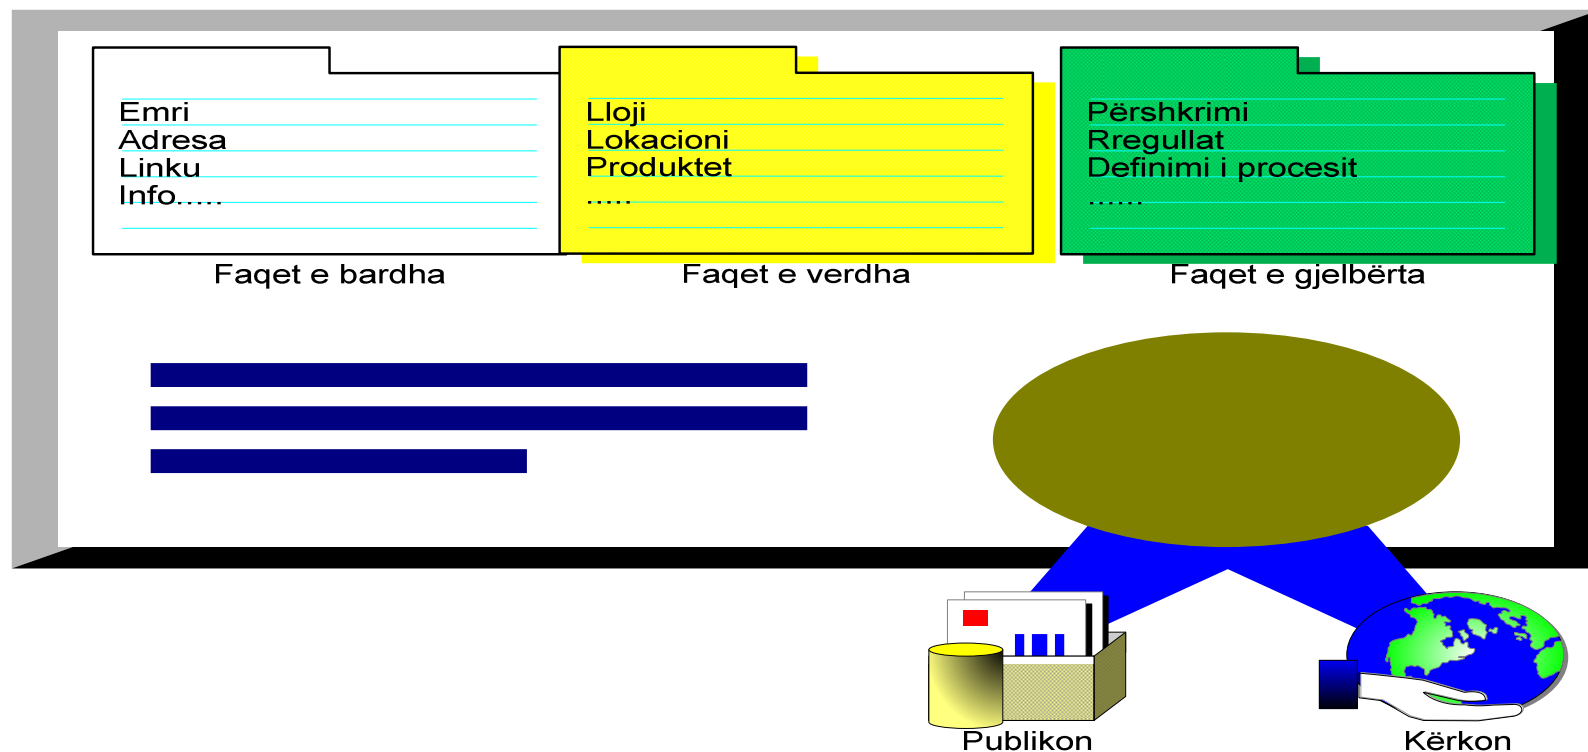 Emri
Adresa
Linku
Info.....
Lloji
Lokacioni
Produktet
.....
Përshkrimi
Rregullat
Definimi i procesit
......
Faqet e bardha
Faqet e verdha
Faqet e gjelbërta
Publikon
Kërkon